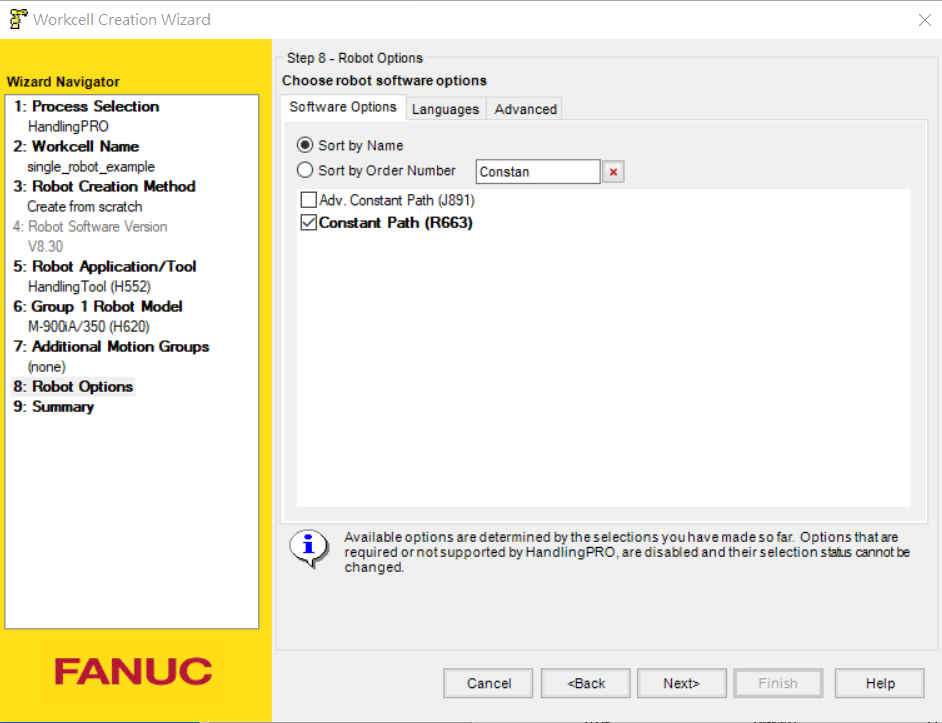 Workcell Creation Wizard
Wizard Navigator
1: Process Selection
HandlingPRO
2: Workcell Name
single_robot_example
3: Robot Creation Method
Create from scratch
4: Robot Software Version
V8.30
5: Robot Application/Tool
HandlingTool (H552)
6: Group 1 Robot Model
M-900iA/350 (H620)
7: Additional Motion Groups
(none)
8: Robot Options
9: Summary
FANUC
Step 8 - Robot Options
Choose robot software options
Software Options Languages Advanced
Sort by Name
Sort by Order Number Constan
Adv. Constant Path (J891)
Constant Path (R663)
Available options are determined by the selections you have made so far. Options that are
required or not supported by HandlingPRO, are disabled and their selection status cannot be
changed.
Cancel <Back Next> Finish Help